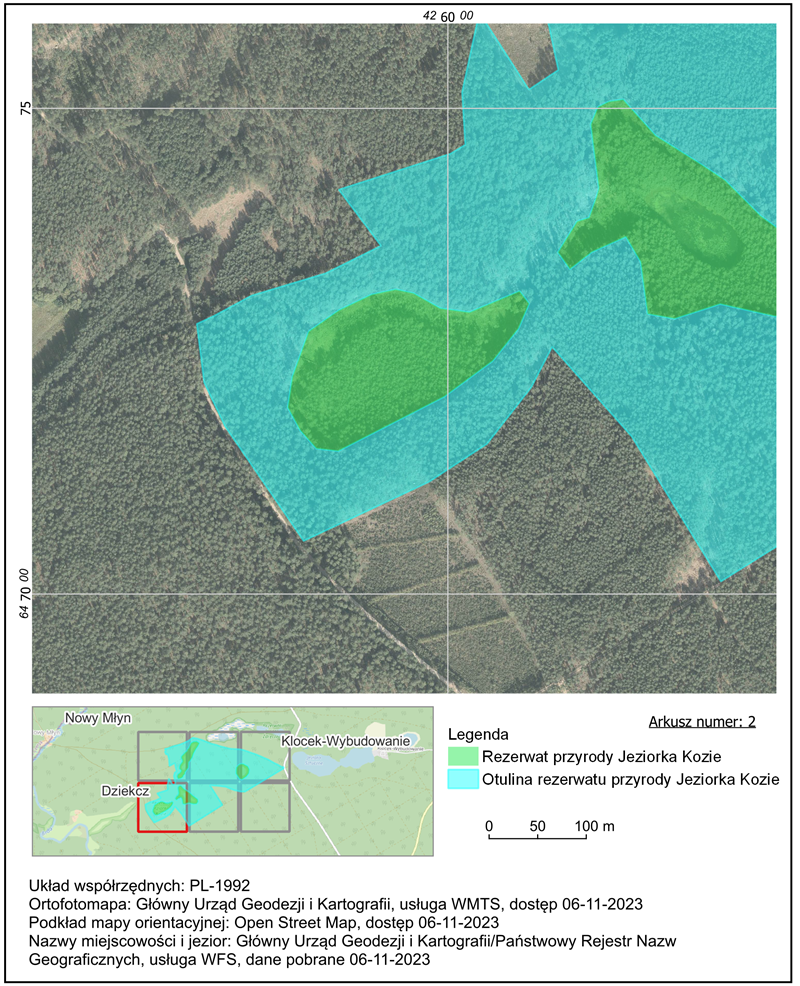 42 60 00
75
64 70 00
Nowy Młyn
Klocek-Wybudowanie
Dziekcz
Arkusz numer: 2
Legenda
Rezerwat przyrody Jeziorka Kozie
Otulina rezerwatu przyrody Jeziorka Kozie
0 50 100 m
Układ współrzędnych: PL-1992
Ortofotomapa: Główny Urząd Geodezji i Kartografii, usługa WMTS, dostęp 06-11-2023
Podkład mapy orientacyjnej: Open Street Map, dostęp 06-11-2023
Nazwy miejscowości i jezior: Główny Urząd Geodezji i Kartografii/Państwowy Rejestr Nazw
Geograficznych, usługa WFS, dane pobrane 06-11-2023